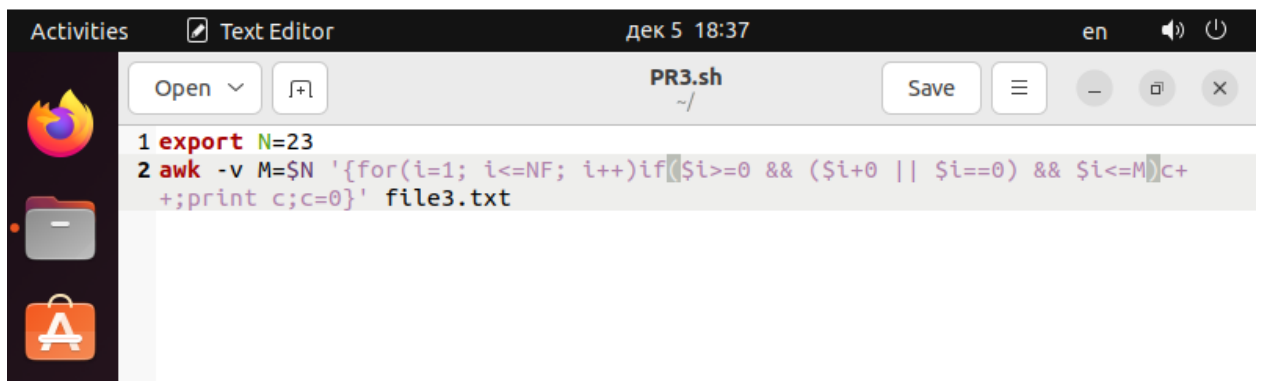 Activities Text Editor дек 5 18:37 en
Open PR3.sh Save
~/
1 export N=23
2 awk -v M=$N '{for(i=1; i<=NF; i++)if($i>=0 && ($i+0 || $i==0) && $i<=M)c+
+;print c;c=0}' file3.txt